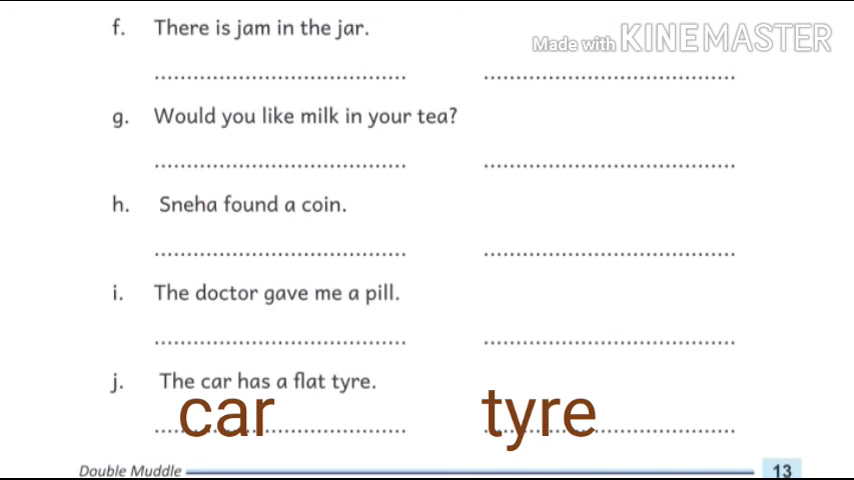 f. There is jam in the jar.
Made with KINEMASTER
........................................ ........................................
g. Would you like milk in your tea?
........................................ ........................................
h. Sneha found a coin.
........................................ ........................................
i. The doctor gave me a pill.
........................................ ........................................
j. The car has a flat tyre.
car tyre
........................................ ........................................
Double Muddle 13